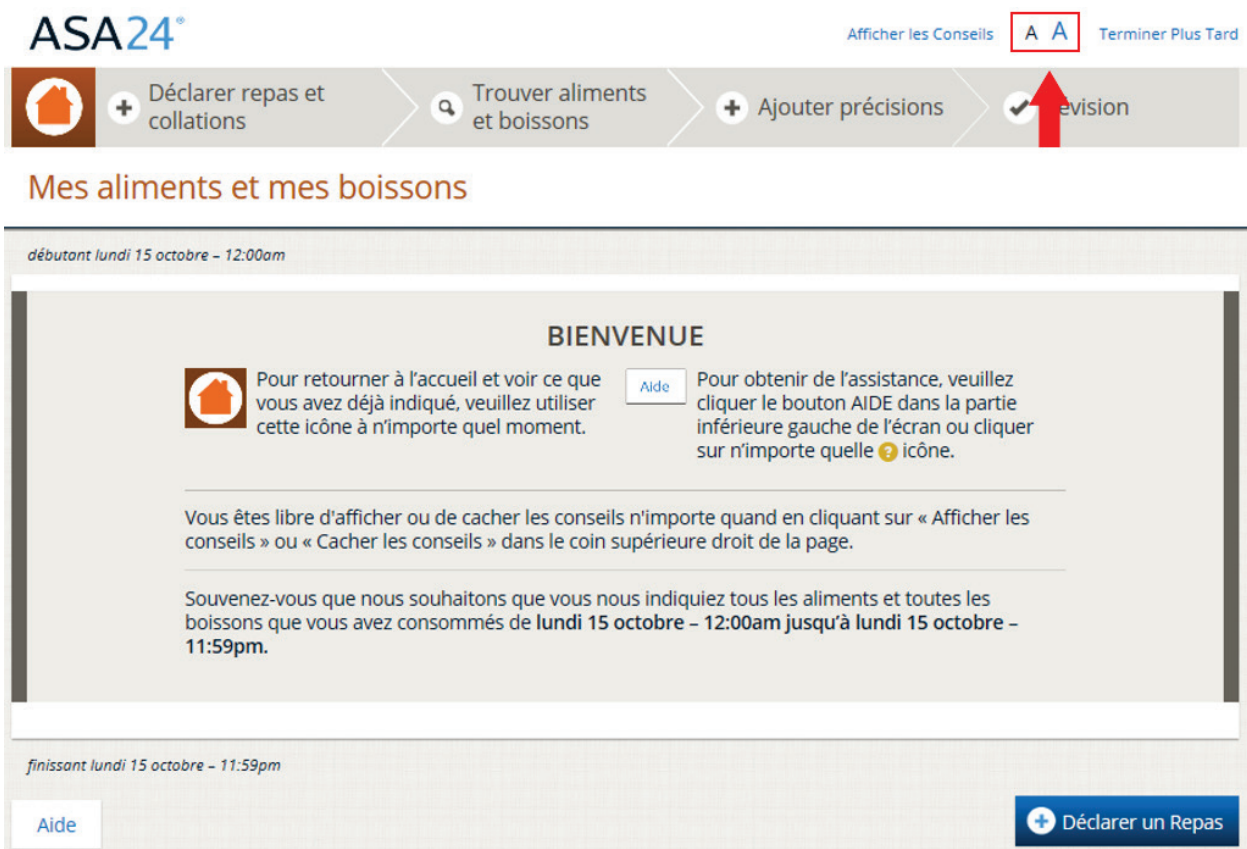 ASA24®
Afficher les Conseils
A A
Terminer Plus Tard
Déclarer repas et
collations
Trouver aliments
et boissons
Ajouter précisions
évision
Mes aliments et mes boissons
débutant lundi 15 octobre – 12:00am
BIENVENUE
Pour retourner à l’accueil et voir ce que
vous avez déjà indiqué, veuillez utiliser
cette icône à n’importe quel moment.
Aide
Pour obtenir de l’assistance, veuillez
cliquer le bouton AIDE dans la partie
inférieure gauche de l’écran ou cliquer
sur n’importe quelle ? icône.
Vous êtes libre d'afficher ou de cacher les conseils n'importe quand en cliquant sur « Afficher les
conseils » ou « Cacher les conseils » dans le coin supérieure droit de la page.
Souvenez-vous que nous souhaitons que vous nous indiquiez tous les aliments et toutes les
boissons que vous avez consommés de lundi 15 octobre – 12:00am jusqu’à lundi 15 octobre –
11:59pm.
finissant lundi 15 octobre – 11:59pm
Aide
Déclarer un Repas